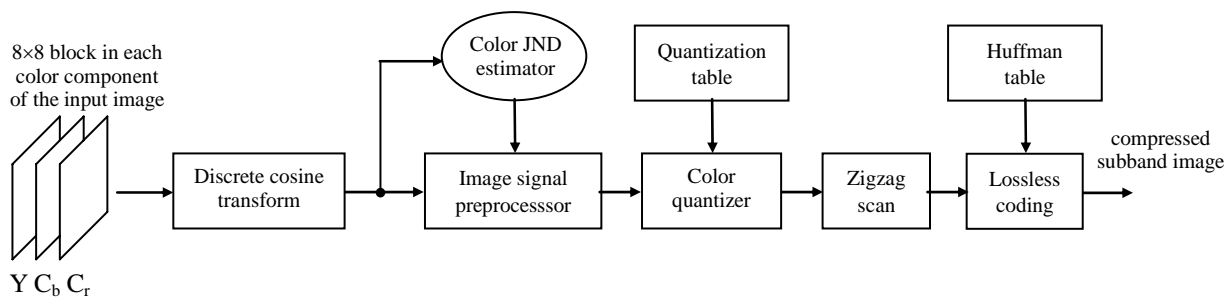 8×8 block in each
color component
of the input image
Y Cb Cr
Discrete cosine
transform
Color JND
estimator
Image signal
preprocesssor
Quantization
table
Color
quantizer
Zigzag
scan
Huffman
table
Lossless
coding
compressed
subband image